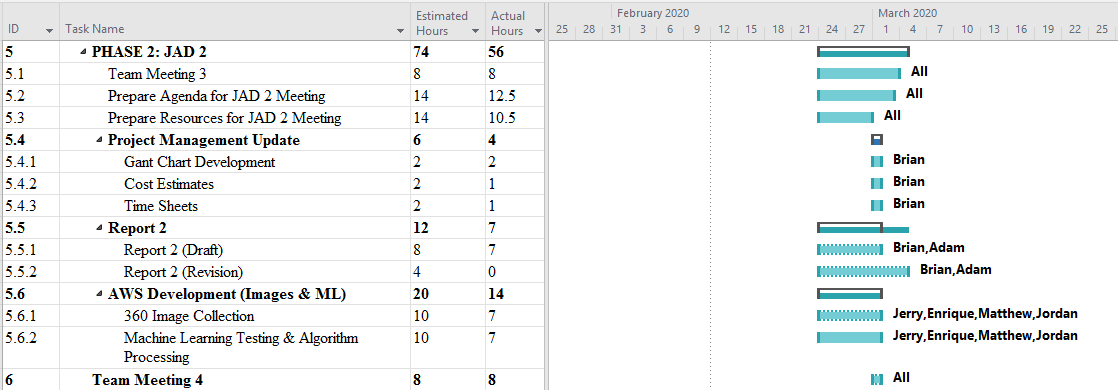 February 2020 March 2020
ID Task Name Estimated Hours Actual Hours 25 28 31 3 6 9 12 15 18 21 24 27 1 4 7 10 13 16 19 22 25
5 PHASE 2: JAD 2 74 56
5.1 Team Meeting 3 8 8 All
5.2 Prepare Agenda for JAD 2 Meeting 14 12.5 All
5.3 Prepare Resources for JAD 2 Meeting 14 10.5 All
5.4 Project Management Update 6 4
5.4.1 Gant Chart Development 2 2 Brian
5.4.2 Cost Estimates 2 1 Brian
5.4.3 Time Sheets 2 1 Brian
5.5 Report 2 12 7
5.5.1 Report 2 (Draft) 8 7 Brian,Adam
5.5.2 Report 2 (Revision) 4 0 Brian,Adam
5.6 AWS Development (Images & ML) 20 14
5.6.1 360 Image Collection 10 7 Jerry,Enrique,Matthew,Jordan
5.6.2 Machine Learning Testing & Algorithm 10 7 Jerry,Enrique,Matthew,Jordan
Processing
6 Team Meeting 4 8 8 All